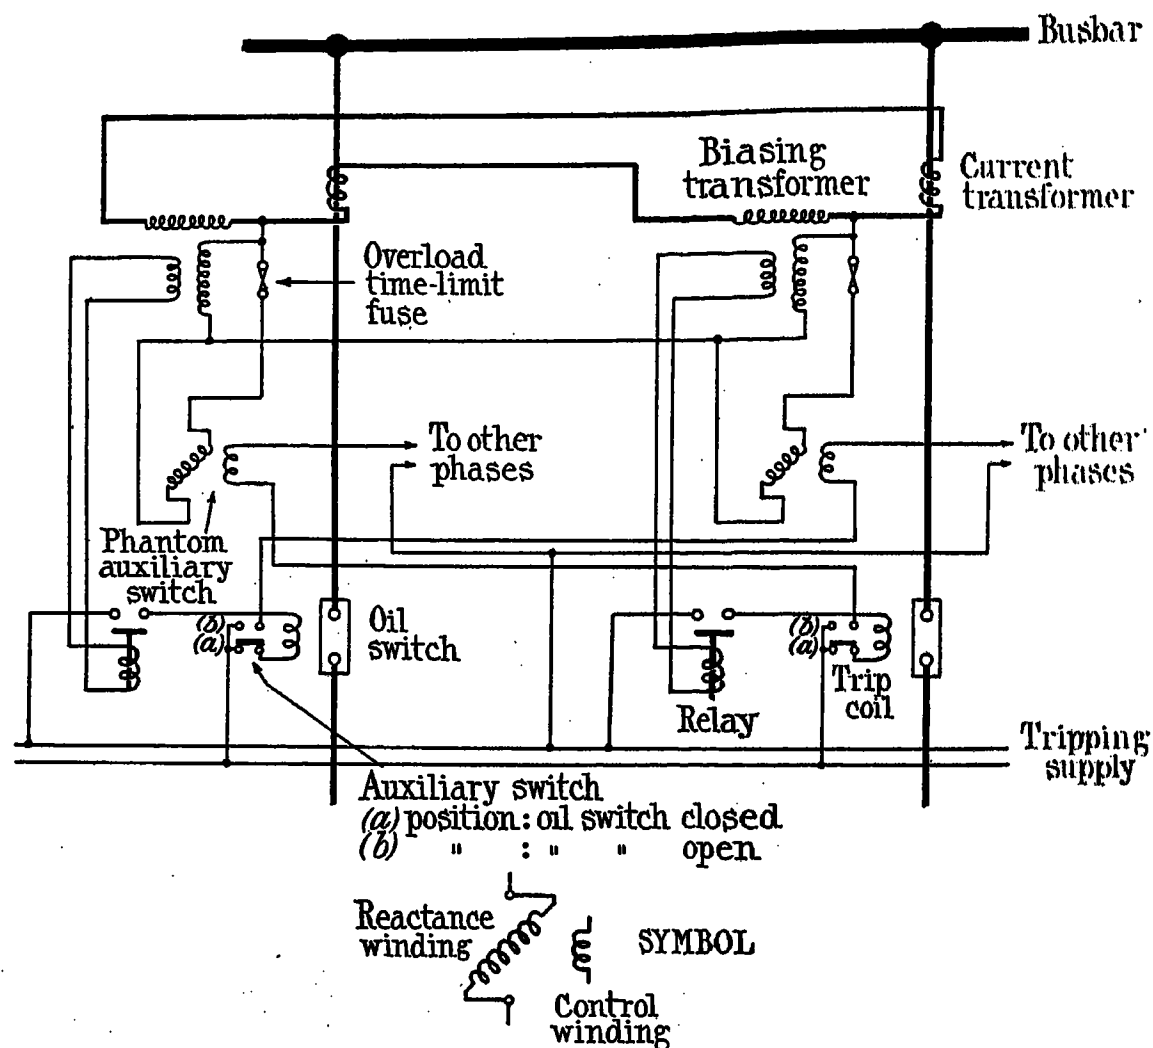 Busbar
Biasing
transformer
Current
transformer
Overload
time-limit
fuse
To other
phases
To other
phases
Phantom
auxiliary
switch
(b)
(a)
Oil
switch
(b)
(a)
Trip
coil
Relay
Tripping
supply
Auxiliary switch
(a) position: oil switch closed
(b) " : " " open
Reactance
winding
SYMBOL
Control
winding